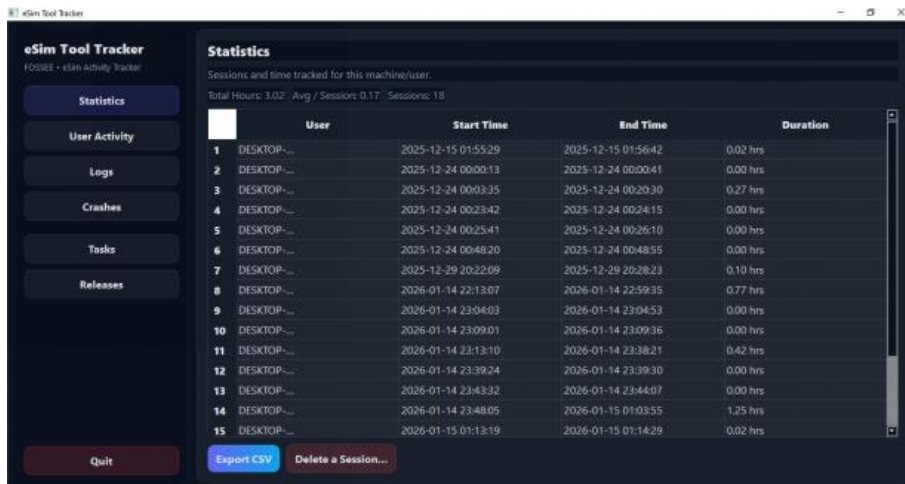 eSim Tool Tracker
eSim Tool Tracker
FOSSEE • eSim Activity Tracker
Statistics
User Activity
Logs
Crashes
Tasks
Releases
Quit
Statistics
Sessions and time tracked for this machine/user.
Total Hours: 3.02 Avg / Session: 0.17 Sessions: 18
User Start Time End Time Duration
1 DESKTOP-... 2025-12-15 01:55:29 2025-12-15 01:56:42 0.02 hrs
2 DESKTOP-... 2025-12-24 00:00:13 2025-12-24 00:00:41 0.00 hrs
3 DESKTOP-... 2025-12-24 00:03:35 2025-12-24 00:20:30 0.27 hrs
4 DESKTOP-... 2025-12-24 00:23:42 2025-12-24 00:24:15 0.00 hrs
5 DESKTOP-... 2025-12-24 00:25:41 2025-12-24 00:26:10 0.00 hrs
6 DESKTOP-... 2025-12-24 00:48:20 2025-12-24 00:48:55 0.00 hrs
7 DESKTOP-... 2025-12-29 20:22:09 2025-12-29 20:28:23 0.10 hrs
8 DESKTOP-... 2026-01-14 22:13:07 2026-01-14 22:59:35 0.77 hrs
9 DESKTOP-... 2026-01-14 23:04:03 2026-01-14 23:04:53 0.00 hrs
10 DESKTOP-... 2026-01-14 23:09:01 2026-01-14 23:09:36 0.00 hrs
11 DESKTOP-... 2026-01-14 23:13:10 2026-01-14 23:38:21 0.42 hrs
12 DESKTOP-... 2026-01-14 23:39:24 2026-01-14 23:39:30 0.00 hrs
13 DESKTOP-... 2026-01-14 23:43:32 2026-01-14 23:44:07 0.00 hrs
14 DESKTOP-... 2026-01-14 23:48:05 2026-01-15 01:03:55 1.25 hrs
15 DESKTOP-... 2026-01-15 01:13:19 2026-01-15 01:14:29 0.02 hrs
Export CSV Delete a Session...